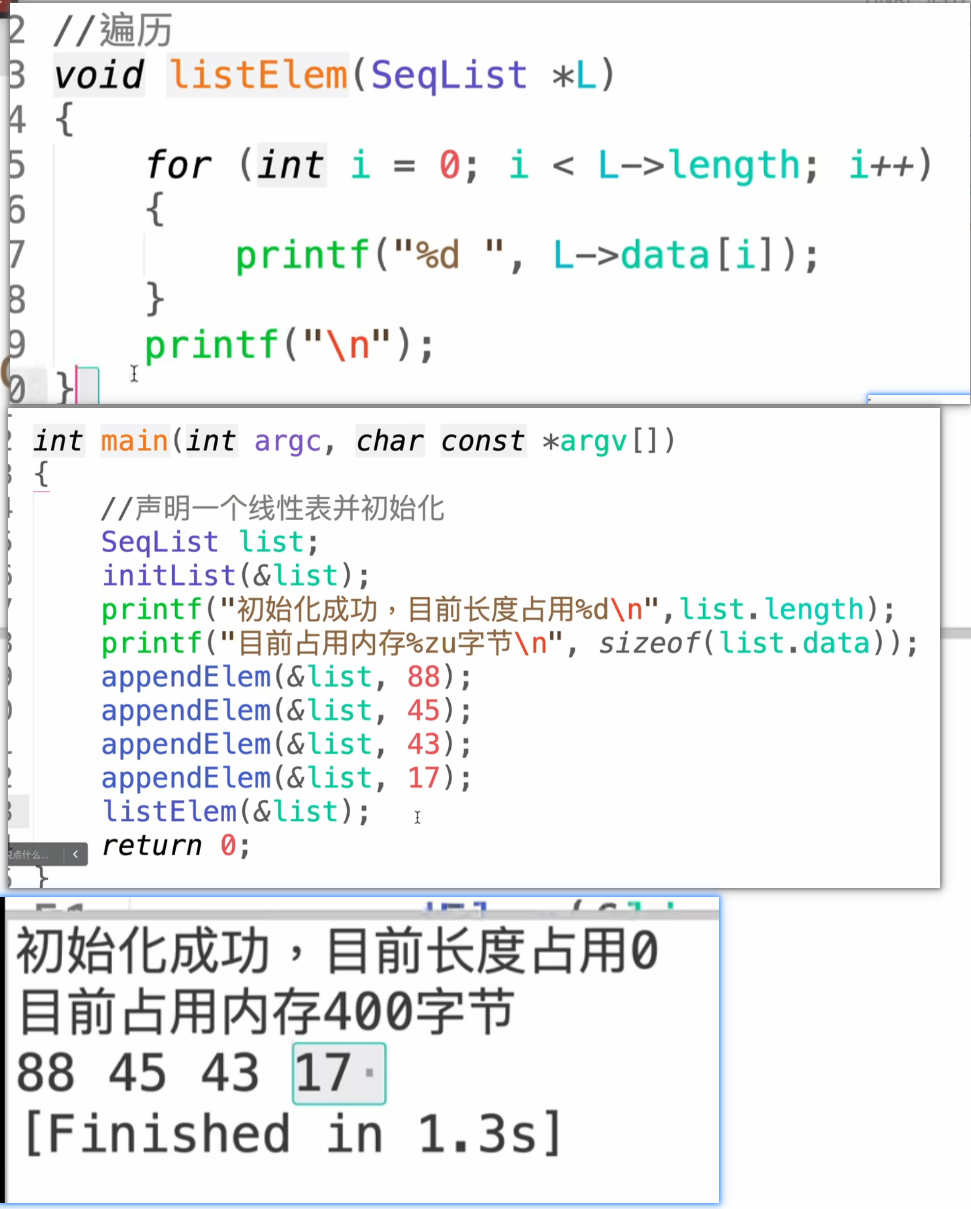 2 //遍历
3 void listElem(SeqList *L)
4 {
5 for (int i = 0; i < L->length; i++)
6 {
7 printf("%d ", L->data[i]);
8 }
9 printf("\n");
0 }
int main(int argc, char const *argv[])
{
//声明一个线性表并初始化
SeqList list;
initList(&list);
printf("初始化成功，目前长度占用%d\n",list.length);
printf("目前占用内存%zu字节\n", sizeof(list.data));
appendElem(&list, 88);
appendElem(&list, 45);
appendElem(&list, 43);
appendElem(&list, 17);
listElem(&list);
return 0;
点什么...
}
初始化成功，目前长度占用0
目前占用内存400字节
88 45 43 17
[Finished in 1.3s]